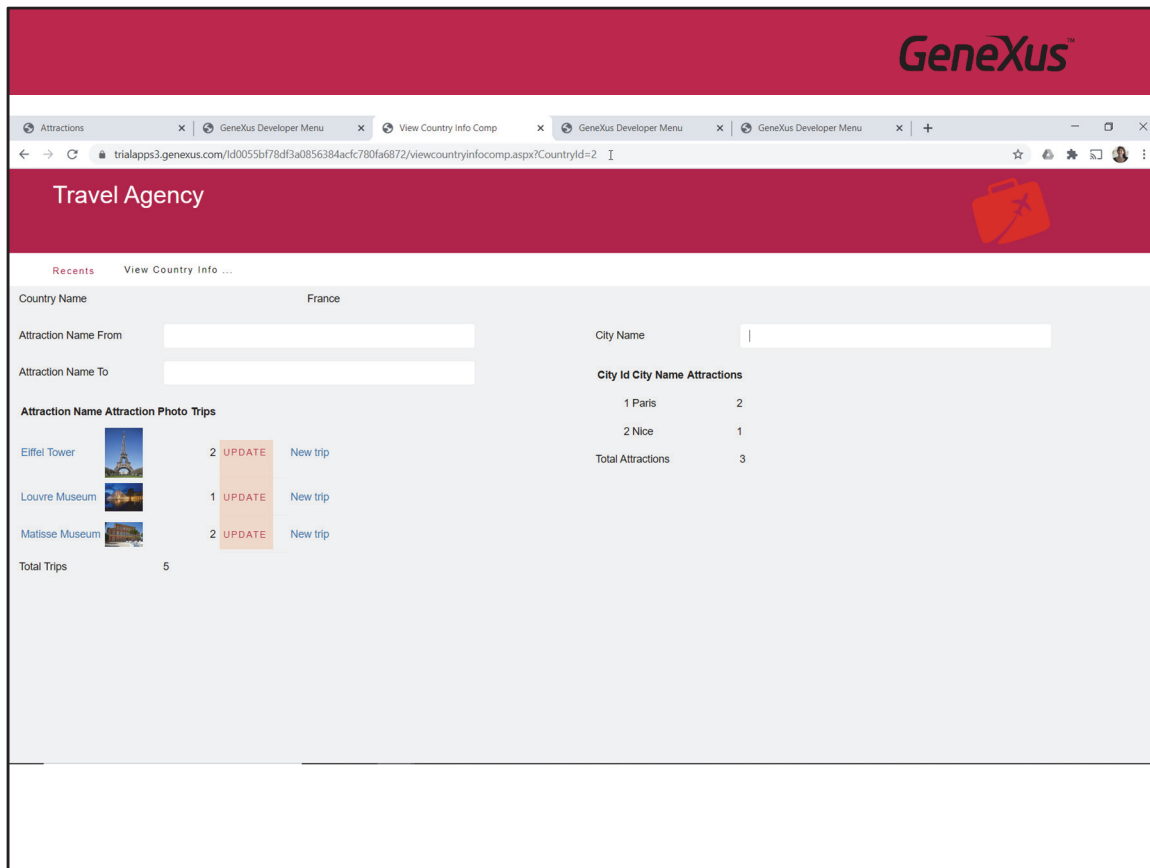 GeneXus™
Attractions
GeneXus Developer Menu
View Country Info Comp
GeneXus Developer Menu
GeneXus Developer Menu
trialapps3.genexus.com/Id0055bf78df3a0856384acfc780fa6872/viewcountryinfocomp.aspx?CountryId=2
Travel Agency
Recents View Country Info ...
Country Name France
Attraction Name From
Attraction Name To
Attraction Name Attraction Photo Trips
Eiffel Tower 2 UPDATE New trip
Louvre Museum 1 UPDATE New trip
Matisse Museum 2 UPDATE New trip
Total Trips 5
City Name
City Id City Name Attractions
1 Paris 2
2 Nice 1
Total Attractions 3